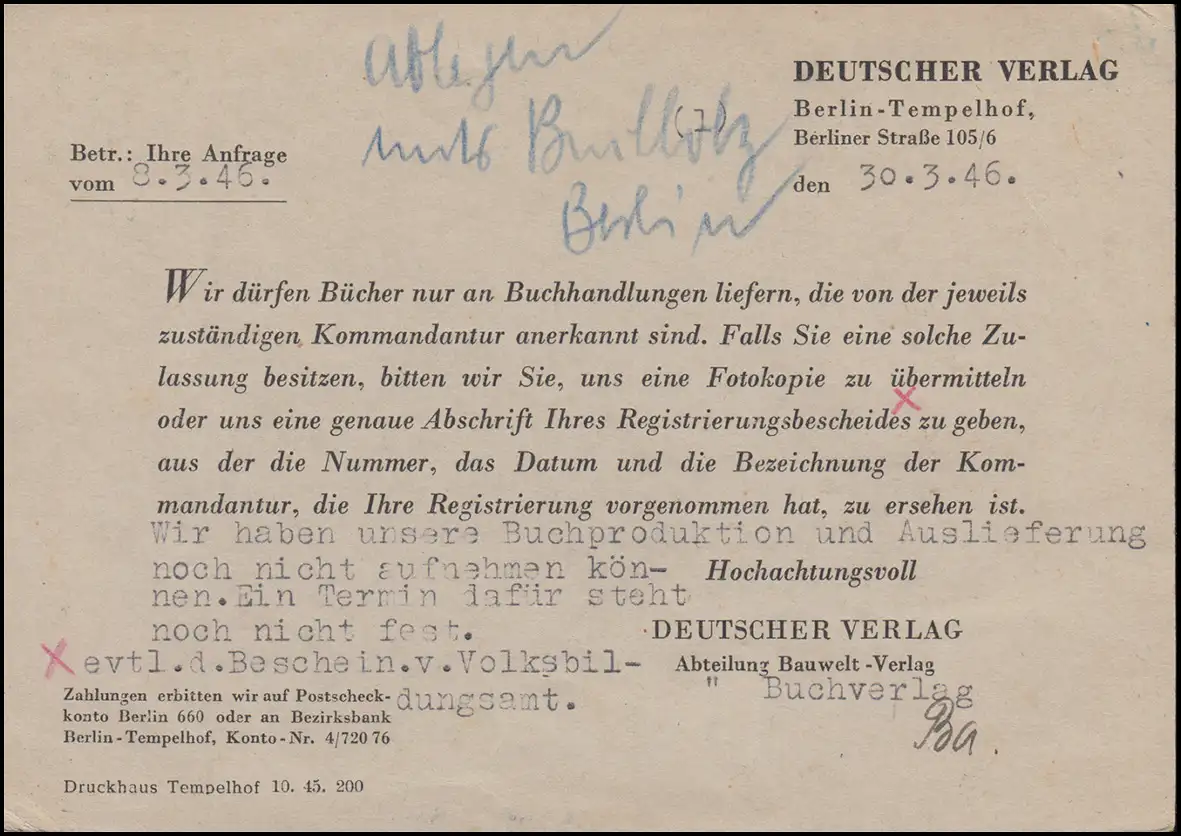 Ablegen
unts
Berlin
(71)
DEUTSCHER VERLAG
Berlin-Tempelhof,
Berliner Straße 105/6
den 30.3.46.
Betr.: Ihre Anfrage
vom 8.3.46.
Wir dürfen Bücher nur an Buchhandlungen liefern, die von der jeweils
zuständigen Kommandantur anerkannt sind. Falls Sie eine solche Zu-
lassung besitzen, bitten wir Sie, uns eine Fotokopie zu übermitteln
oder uns eine genaue Abschrift Ihres Registrierungsbescheides zu geben,
aus der die Nummer, das Datum und die Bezeichnung der Kom-
mandantur, die Ihre Registrierung vorgenommen hat, zu ersehen ist.
Wir haben unsere Buchproduktion und Auslieferung
noch nicht aufnehmen kön-
nen.Ein Termin dafür steht
noch nicht fest.
X evtl.d.Beschein.v.Volksbil-
dungsamt.
Hochachtungsvoll
DEUTSCHER VERLAG
Abteilung Bauwelt-Verlag
" Buchverlag
Ba.
Zahlungen erbitten wir auf Postscheck-
konto Berlin 660 oder an Bezirksbank
Berlin-Tempelhof, Konto-Nr. 4/720 76
Druckhaus Tempelhof 10. 45. 200